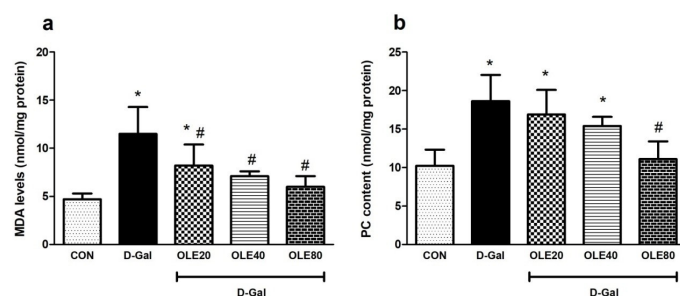 a
MDA levels (nmol/mg protein)
20
15
10
5
0
*
* #
#
#
CON D-Gal OLE20 OLE40 OLE80
D-Gal
b
PC content (nmol/mg protein)
25
20
15
10
5
0
*
*
*
#
CON D-Gal OLE20 OLE40 OLE80
D-Gal